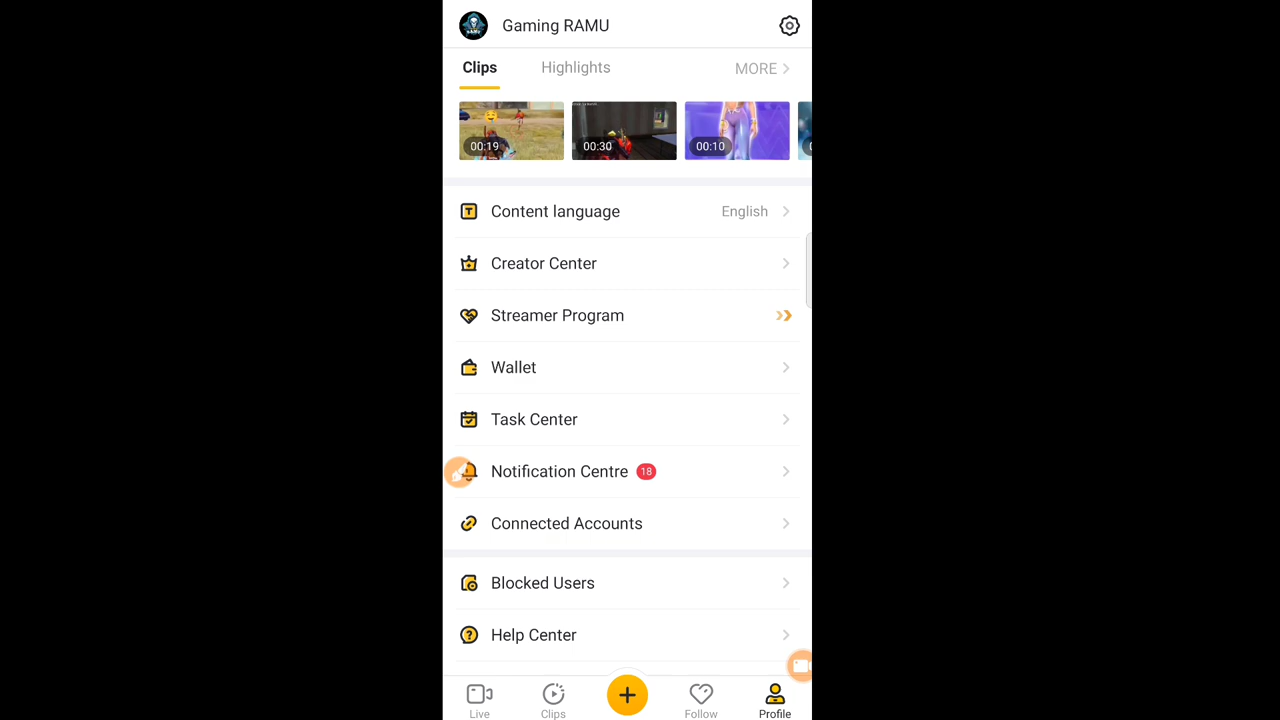 Gaming RAMU
Clips Highlights MORE
00:19 00:30 00:10
Content language English
Creator Center
Streamer Program
Wallet
Task Center
Notification Centre 18
Connected Accounts
Blocked Users
Help Center
Live Clips Follow Profile